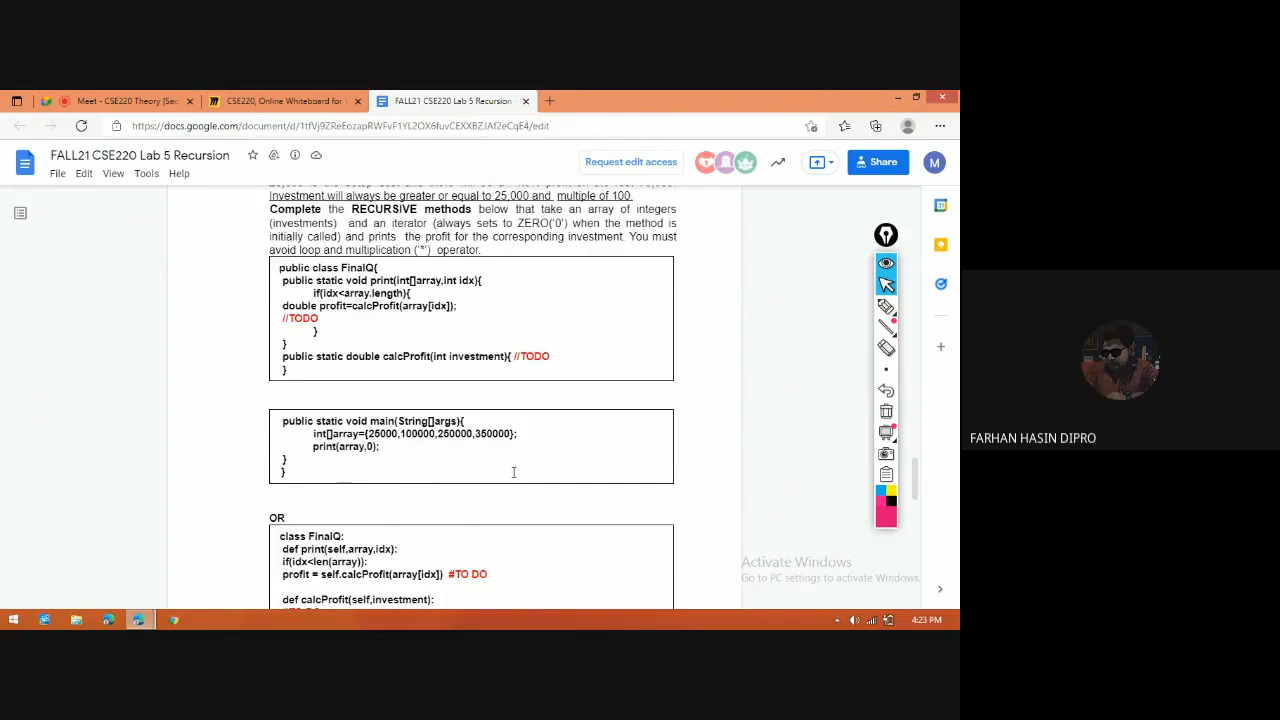 Meet - CSE220 Theory [Sec
CSE220, Online Whiteboard for
FALL21 CSE220 Lab 5 Recursion -
FALL21 CSE220 Lab 5 Recursion
File Edit View Tools Help
Request edit access
Share
M
Investment will always be greater or equal to 25,000 and multiple of 100.
Complete the RECURSIVE methods below that take an array of integers
(investments) and an iterator (always sets to ZERO('0') when the method is
initially called) and prints the profit for the corresponding investment. You must
avoid loop and multiplication ('*') operator.
public class FinalQ{
public static void print(int[]array,int idx){
if(idx<array.length){
double profit=calcProfit(array[idx]);
//TODO
}
}
public static double calcProfit(int investment){ //TODO
}
public static void main(String[]args){
int[]array={25000,100000,250000,350000};
print(array,0);
}
}
OR
class FinalQ:
def print(self,array,idx):
if(idx<len(array)):
profit = self.calcProfit(array[idx]) #TO DO
def calcProfit(self,investment):
Activate Windows
Go to PC settings to activate Windows.
4:23 PM
FARHAN HASIN DIPRO